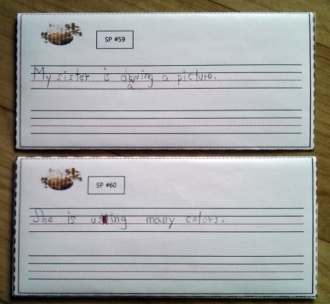 SP #59
My sister is drawing a picture.
SP #60
She is using many colors.